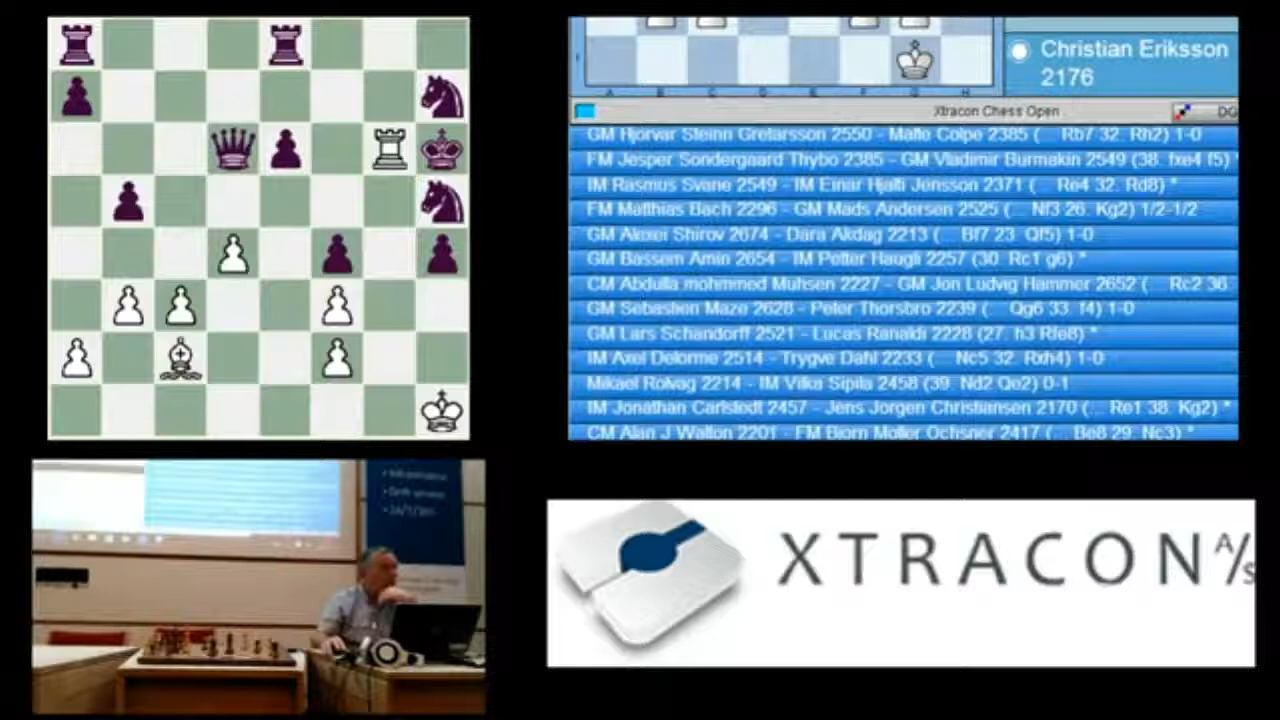 Christian Eriksson
2176
Xtracon Chess Open
DG
GM Hjorvar Steinn Gretarsson 2550 - Malte Colpe 2385 (... Rb7 32. Rh2) 1-0
FM Jesper Sondergaard Thybo 2385 - GM Vladimir Burmakin 2549 (38. fxe4 f5) *
IM Rasmus Svane 2549 - IM Einar Hjalti Jensson 2371 (... Re4 32. Rd8) *
FM Matthias Bach 2296 - GM Mads Andersen 2525 (... Nf3 26. Kg2) 1/2-1/2
GM Alexei Shirov 2674 - Dara Akdag 2213 (... Bf7 23. Qf5) 1-0
GM Bassem Amin 2654 - IM Petter Haugli 2257 (30. Rc1 g6) *
CM Abdulla mohmmed Muhsen 2227 - GM Jon Ludvig Hammer 2652 (... Rc2 36.
GM Sebastien Maze 2628 - Peter Thorsbro 2239 (... Qg6 33. f4) 1-0
GM Lars Schandorff 2521 - Lucas Ranaldi 2228 (27. h3 Rfe8) *
IM Axel Delorme 2514 - Trygve Dahl 2233 (... Nc5 32. Rxh4) 1-0
Mikael Rolvag 2214 - IM Vilka Sipila 2458 (39. Nd2 Qe2) 0-1
IM Jonathan Carlstedt 2457 - Jens Jorgen Christiansen 2170 (... Re1 38. Kg2) *
CM Alan J Walton 2201 - FM Bjorn Moller Ochsner 2417 (... Be8 29. Nc3) *
XTRACON A/S